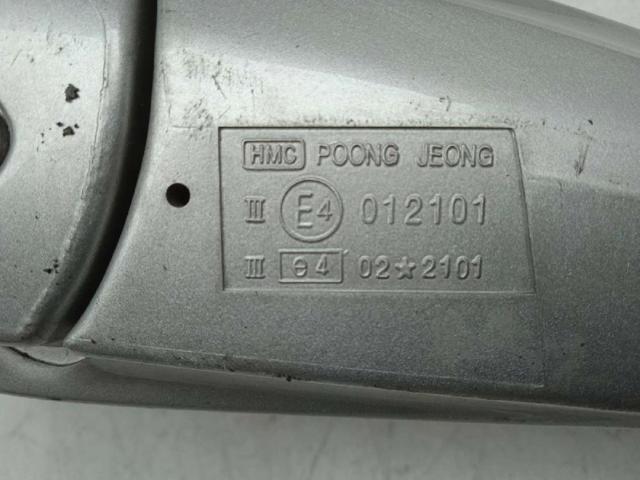 HMC POONG JEONG
III E4 012101
III e4 02★2101